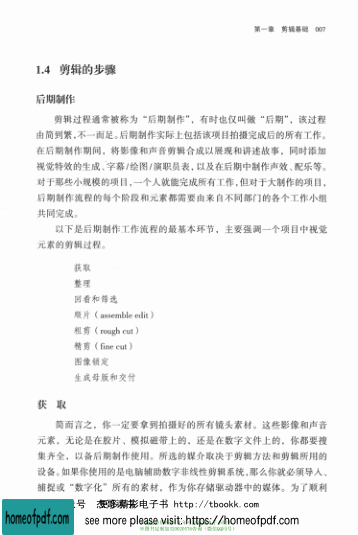 第一章 剪辑基础 007
1.4 剪辑的步骤
后期制作
剪辑过程通常被称为“后期制作”，有时也仅叫做“后期”，该过程
由简到繁，不一而足。后期制作实际上包括该项目拍摄完成后的所有工作。
在后期制作期间，将影像和声音剪辑合成以展现和讲述故事，同时添加
视觉特效的生成、字幕/绘图/演职员表，以及在后期中制作声效、配乐等。
对于那些小规模的项目，一个人就能完成所有工作，但对于大制作的项目，
后期制作流程的每个阶段和元素都需要由来自不同部门的各个工作小组
共同完成。
以下是后期制作工作流程的最基本环节，主要强调一个项目中视觉
元素的剪辑过程。
获取
整理
回看和筛选
顺片（assemble edit）
粗剪（rough cut）
精剪（fine cut）
图像锁定
生成母版和交付
获 取
简而言之，你一定要拿到拍摄好的所有镜头素材。这些影像和声音
元素，无论是在胶片、模拟磁带上的，还是在数字文件上的，你都要搜
集齐全，以备后期制作使用。所选的媒介取决于剪辑方法和剪辑所用的
设备。如果你使用的是电脑辅助数字非线性剪辑系统，那么你就必须导入、
捕捉或“数字化”所有的素材，作为你存储驱动器中的媒体。为了顺利
电子书 http://tbookk.com
homeofpdf.com
see more please visit: https://homeofpdf.com